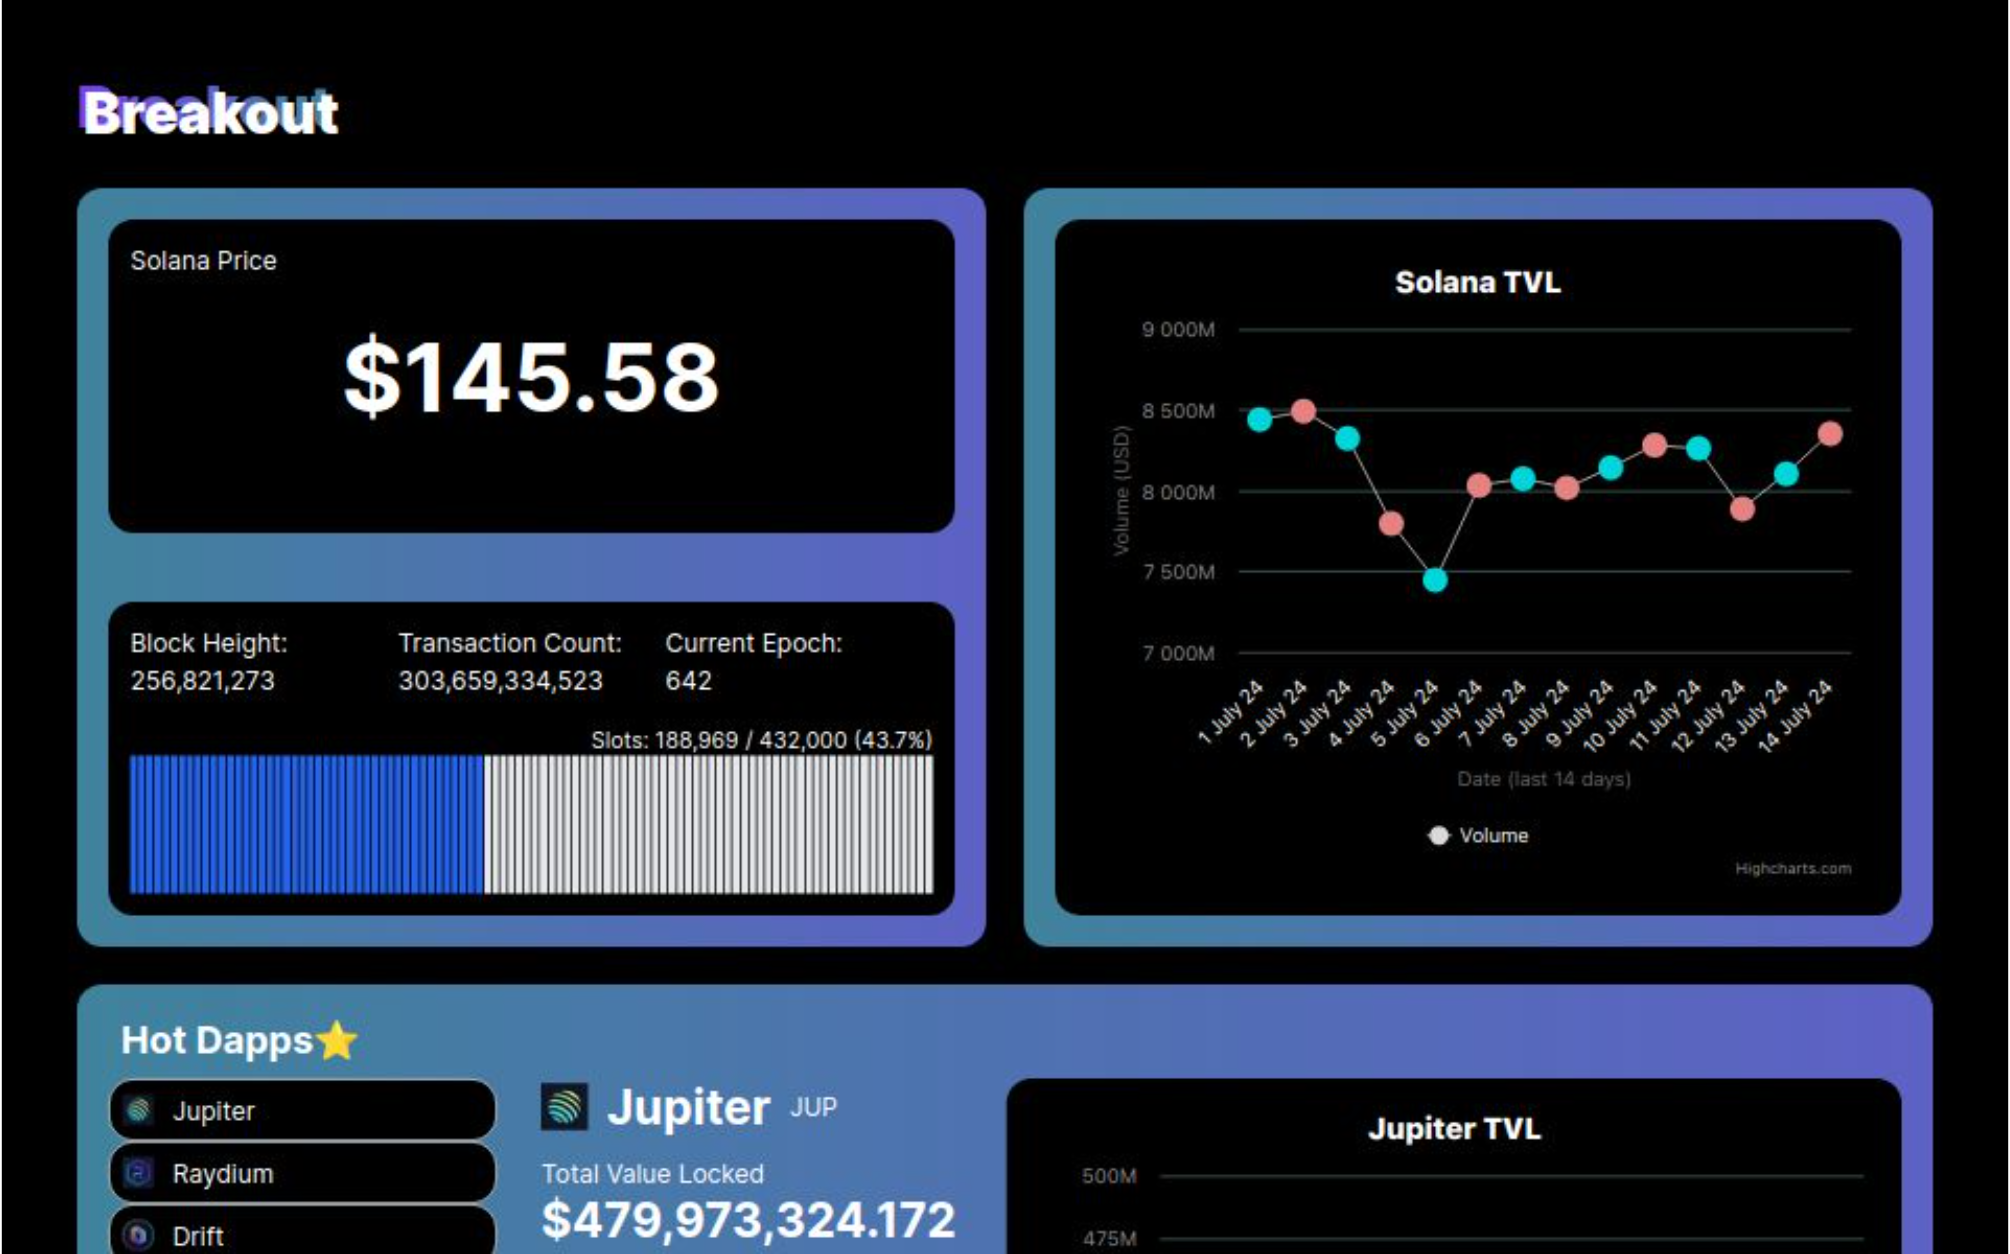 Breakout
Solana Price
$145.58
Block Height:
256,821,273
Transaction Count:
303,659,334,523
Current Epoch:
642
Slots: 188,969 / 432,000 (43.7%)
Solana TVL
Volume (USD)
9 000M
8 500M
8 000M
7 500M
7 000M
1 July 24
2 July 24
3 July 24
4 July 24
5 July 24
6 July 24
7 July 24
8 July 24
9 July 24
10 July 24
11 July 24
12 July 24
13 July 24
14 July 24
Date (last 14 days)
Volume
Highcharts.com
Hot Dapps⭐
Jupiter
Raydium
Drift
Jupiter JUP
Total Value Locked
$479,973,324.172
Jupiter TVL
500M
475M